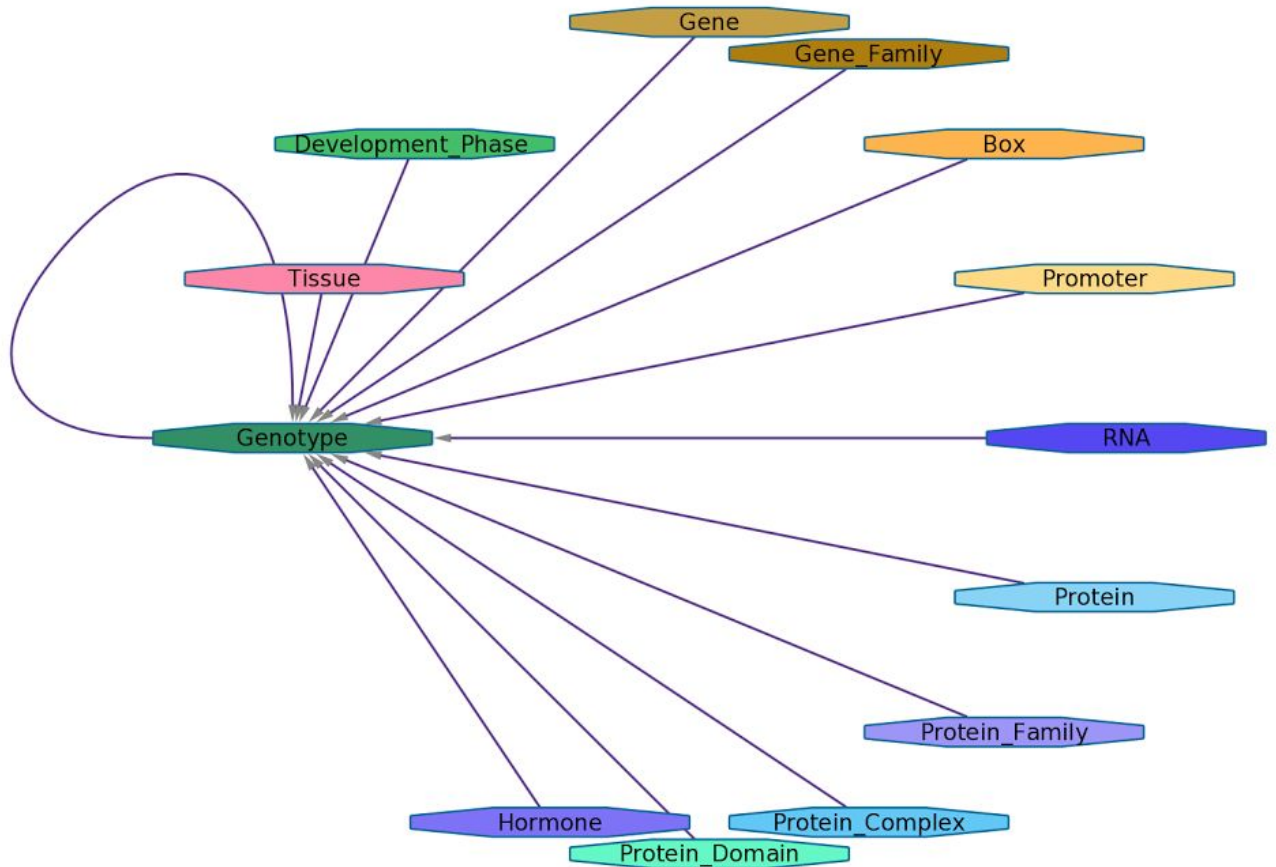 Gene
Gene_Family
Development_Phase
Box
Tissue
Promoter
Genotype
RNA
Protein
Protein_Family
Hormone
Protein_Complex
Protein_Domain